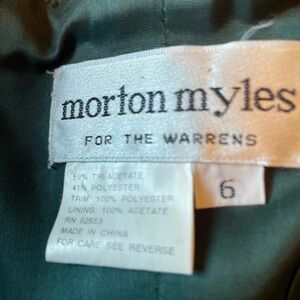 morton myles
FOR THE WARRENS
59% TRIACETATE
41% POLYESTER
TRIM: 100% POLYESTER
LINING: 100% ACETATE
RN 62553
MADE IN CHINA
FOR CARE SEE REVERSE
6